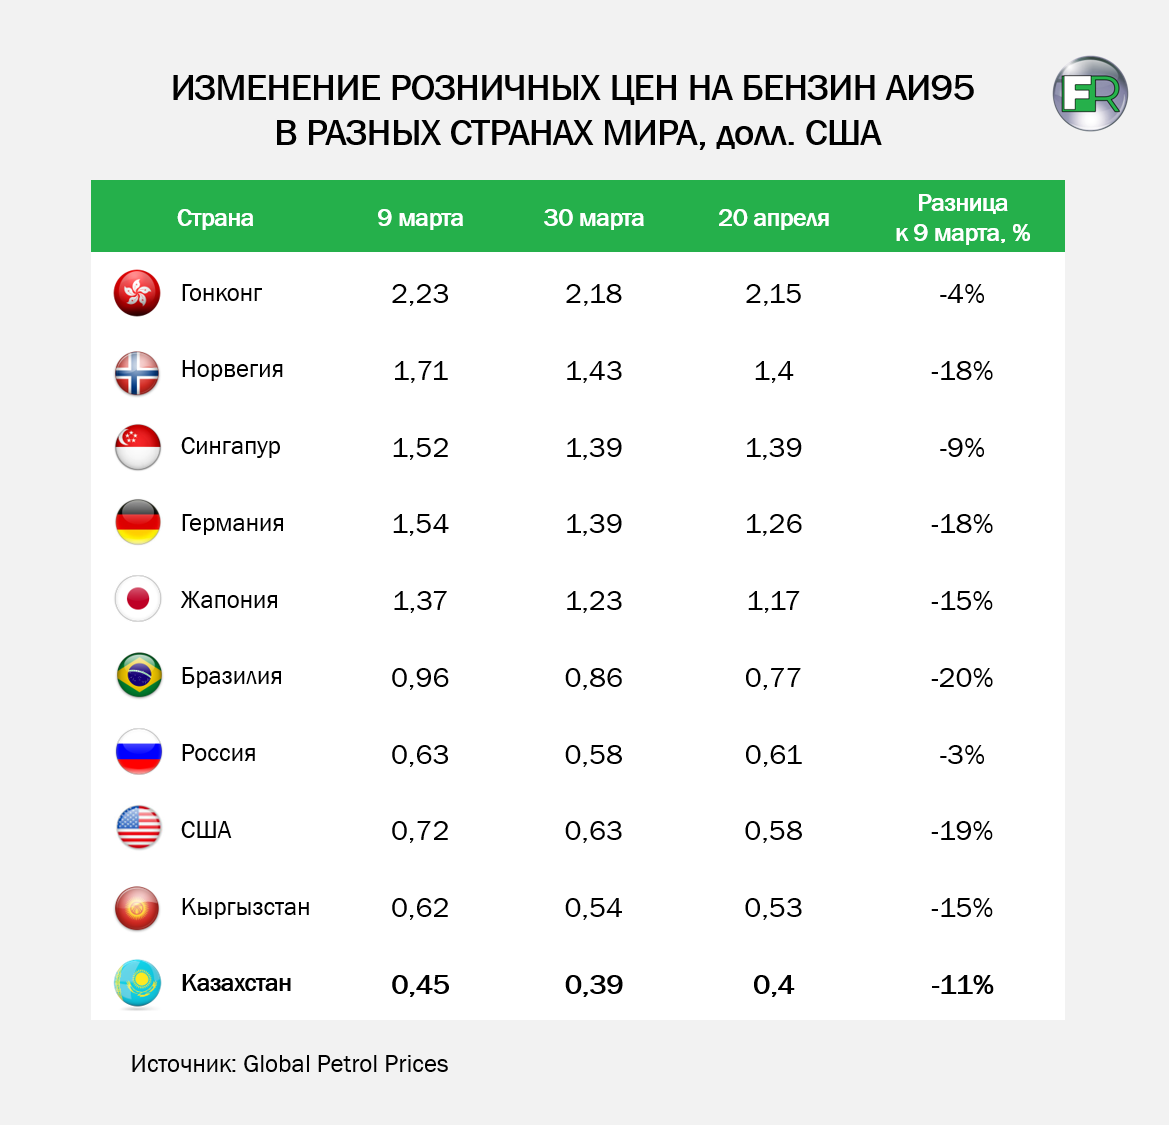 ИЗМЕНЕНИЕ РОЗНИЧНЫХ ЦЕН НА БЕНЗИН АИ95
В РАЗНЫХ СТРАНАХ МИРА, долл. США
FR
Страна 9 марта 30 марта 20 апреля Разница
к 9 марта, %
Гонконг 2,23 2,18 2,15 -4%
Норвегия 1,71 1,43 1,4 -18%
Сингапур 1,52 1,39 1,39 -9%
Германия 1,54 1,39 1,26 -18%
Жапония 1,37 1,23 1,17 -15%
Бразилия 0,96 0,86 0,77 -20%
Россия 0,63 0,58 0,61 -3%
США 0,72 0,63 0,58 -19%
Кыргызстан 0,62 0,54 0,53 -15%
Казахстан 0,45 0,39 0,4 -11%
Источник: Global Petrol Prices